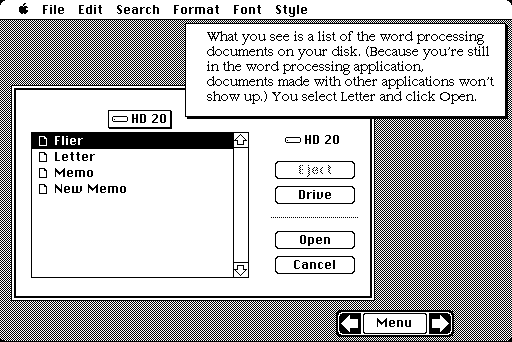 File Edit Search Format Font Style
What you see is a list of the word processing
documents on your disk. (Because you're still
in the word processing application,
documents made with other applications won't
show up.) You select Letter and click Open.
HD 20
HD 20
Flier
Letter
Memo
New Memo
Eject
Drive
Open
Cancel
Menu